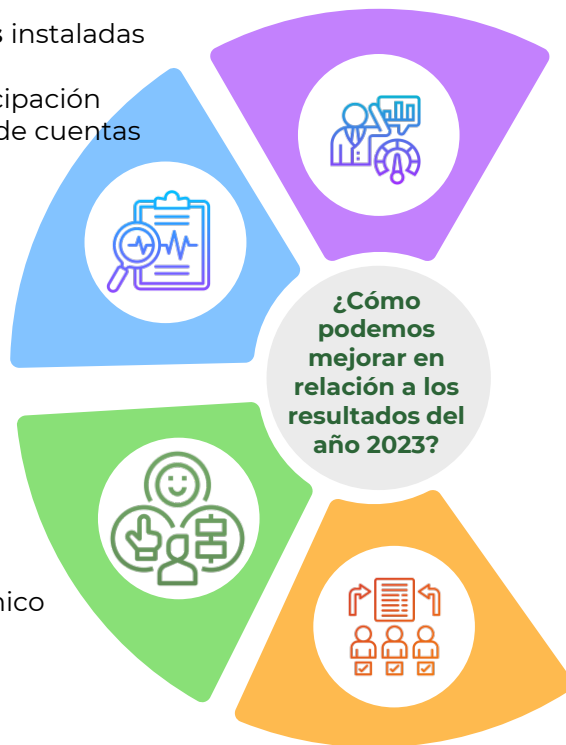 s instaladas
cipación
de cuentas
¿Cómo
podemos
mejorar en
relación a los
resultados del
año 2023?
nico